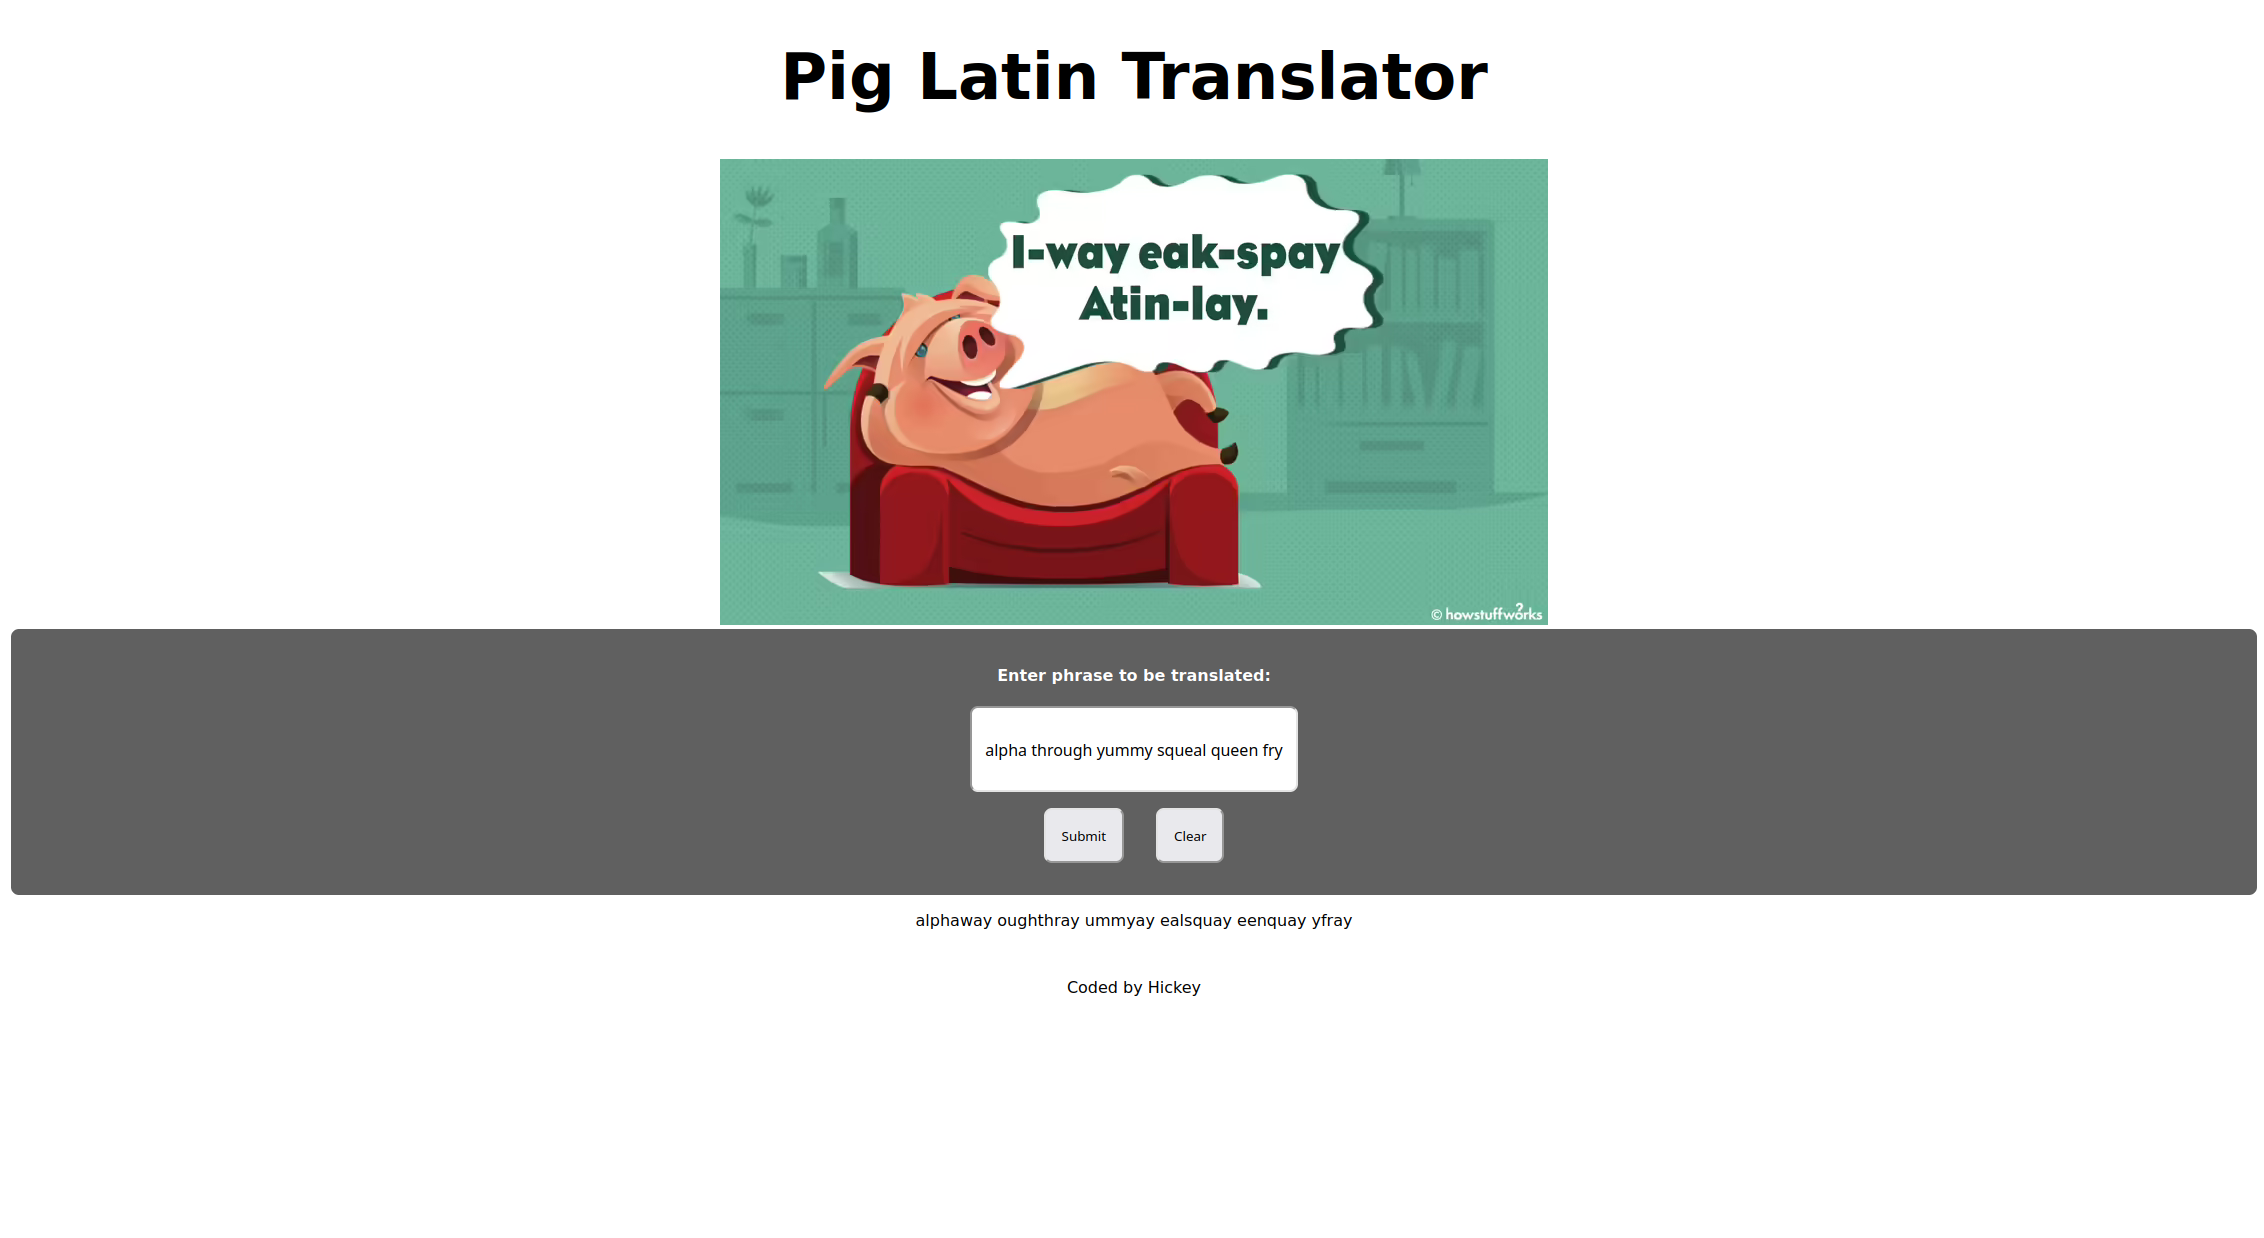 Pig Latin Translator
I-way eak-spay
Atin-lay.
© howstuffworks
Enter phrase to be translated:
alpha through yummy squeal queen fry
Submit Clear
alphaway oughthray ummyay ealsquay eenquay yfray
Coded by Hickey